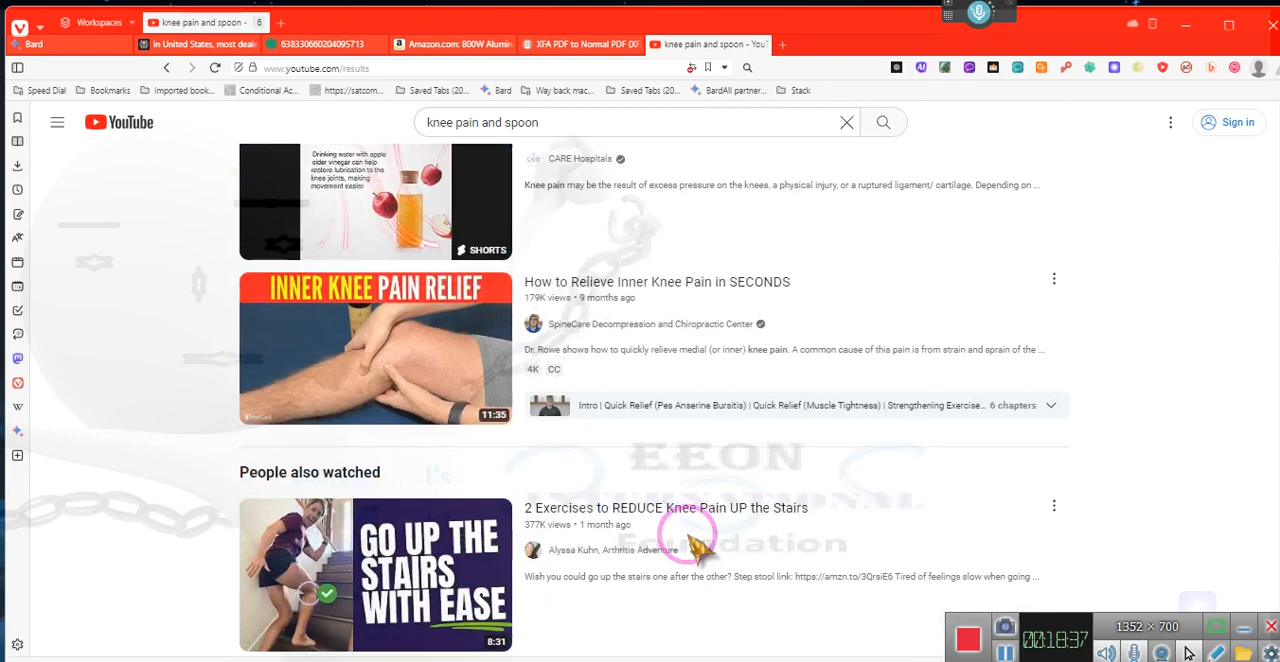 Workspaces
knee pain and spoon -
6
Bard
in United States, most deale
638330660204095713
Amazon.com: 800W Alumin
XFA PDF to Normal PDF (XF
knee pain and spoon - YouT
www.youtube.com/results
Speed Dial
Bookmarks
Imported book...
Conditional Ac...
https://satcom...
Saved Tabs (20...
Bard
Way back mac...
Saved Tabs (20...
BardAll partner...
Stack
YouTube
knee pain and spoon
Sign in
Drinking water with apple
cider vinegar can help
restore lubrication to the
knee joints, making
movement easier
SHORTS
CARE Hospitals
Knee pain may be the result of excess pressure on the knees, a physical injury, or a ruptured ligament/ cartilage. Depending on ...
INNER KNEE PAIN RELIEF
11:35
How to Relieve Inner Knee Pain in SECONDS
179K views • 9 months ago
SpineCare Decompression and Chiropractic Center
Dr. Rowe shows how to quickly relieve medial (or inner) knee pain. A common cause of this pain is from strain and sprain of the ...
4K CC
Intro | Quick Relief (Pes Anserine Bursitis) | Quick Relief (Muscle Tightness) | Strengthening Exercise... 6 chapters
EEON
I's
INTERNATIONAL
Foundation
People also watched
GO UP THE
STAIRS
WITH EASE
8:31
2 Exercises to REDUCE Knee Pain UP the Stairs
377K views • 1 month ago
Alyssa Kuhn, Arthritis Adventure
Wish you could go up the stairs one after the other? Step stool link: https://amzn.to/3QrsiE6 Tired of feelings slow when going ...
00:18:37
1352 × 700